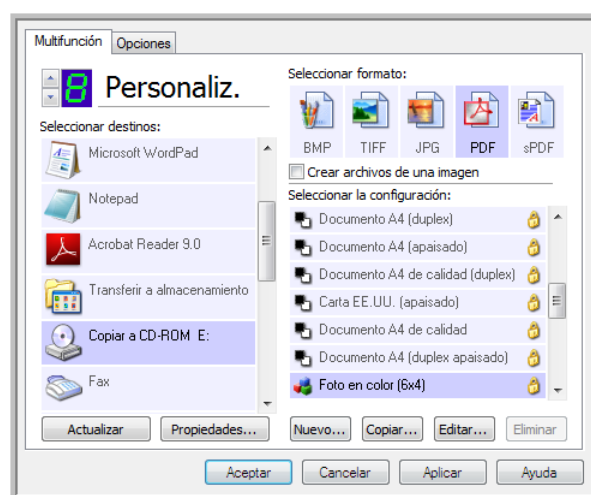 Multifunción
Opciones
8
Personaliz.
Seleccionar destinos:
Microsoft WordPad
Notepad
Acrobat Reader 9.0
Transferir a almacenamiento
Copiar a CD-ROM E:
Fax
Actualizar
Propiedades...
Seleccionar formato:
BMP
TIFF
JPG
PDF
sPDF
Crear archivos de una imagen
Seleccionar la configuración:
Documento A4 (duplex)
Documento A4 (apaisado)
Documento A4 de calidad (duplex)
Carta EE.UU. (apaisado)
Documento A4 de calidad
Documento A4 (duplex apaisado)
Foto en color (6x4)
Nuevo...
Copiar...
Editar...
Eliminar
Aceptar
Cancelar
Aplicar
Ayuda